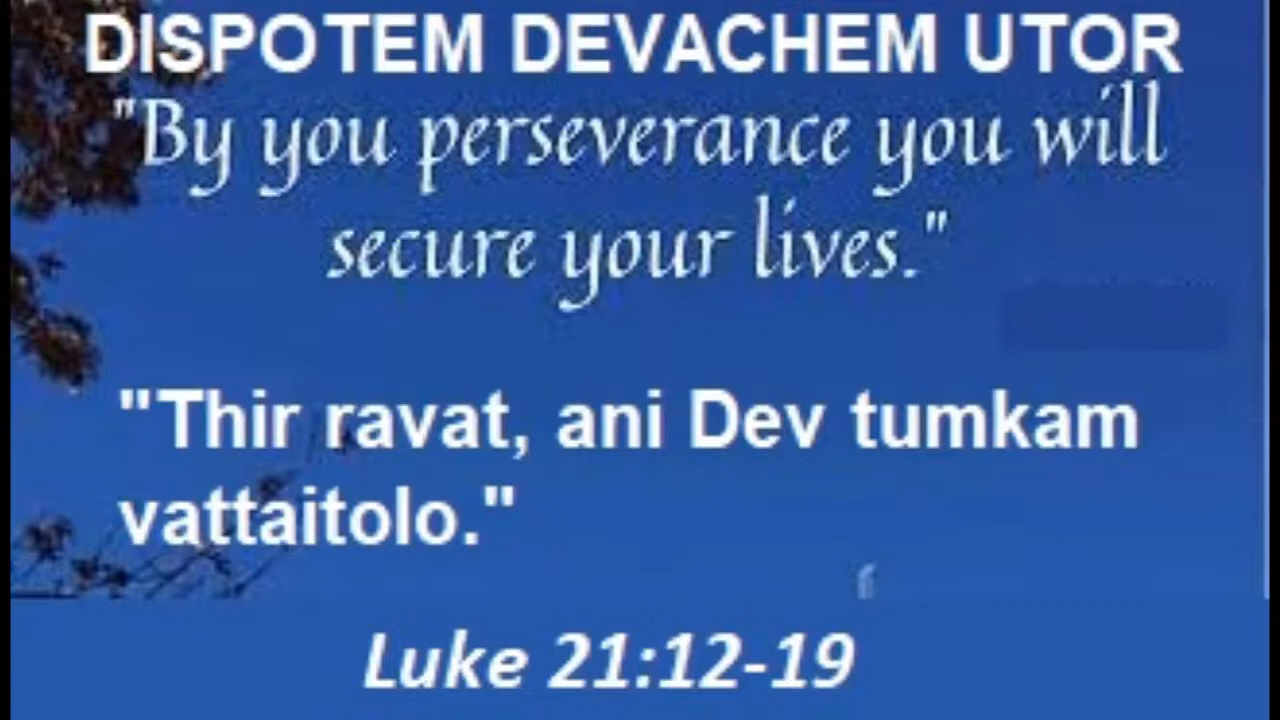 DISPOTEM DEVACHEM UTOR
"By you perseverance you will
secure your lives."
"Thir ravat, ani Dev tumkam
vattaitolo."
Luke 21:12-19